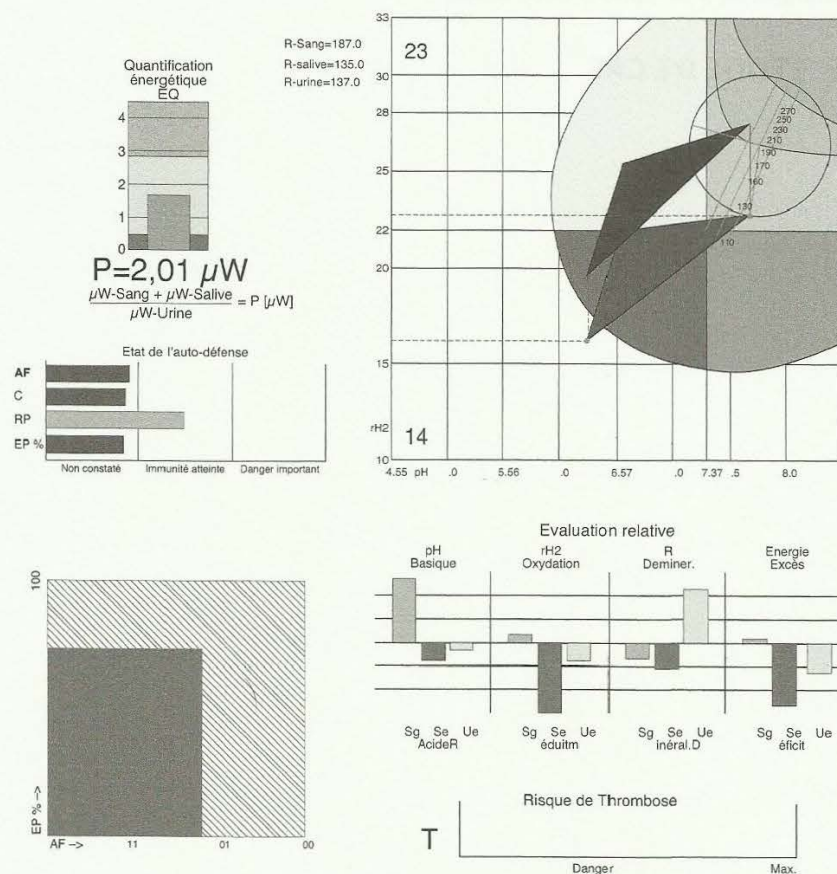 R-Sang=187.0
R-salive=135.0
R-urine=137.0
Quantification
énergétique
EQ
4
3
2
1
0
P=2,01 µW
µW-Sang + µW-Salive
µW-Urine
= P [µW]
Etat de l'auto-défense
AF
C
RP
EP %
Non constaté Immunité atteinte Danger important
33
23
30
28
25
22
20
15
rH2
14
10
4.55 pH .0 5.56 .0 6.57 .0 7.37 .5 8.0
270
250
230
210
190
170
160
130
110
100
EP % -->
AF --> 11 01 00
Evaluation relative
pH rH2 R Energie
Basique Oxydation Deminer. Excès
Sg Se Ue Sg Se Ue Sg Se Ue Sg Se Ue
AcideR éduitm inéral.D éficit
Risque de Thrombose
T
Danger Max.